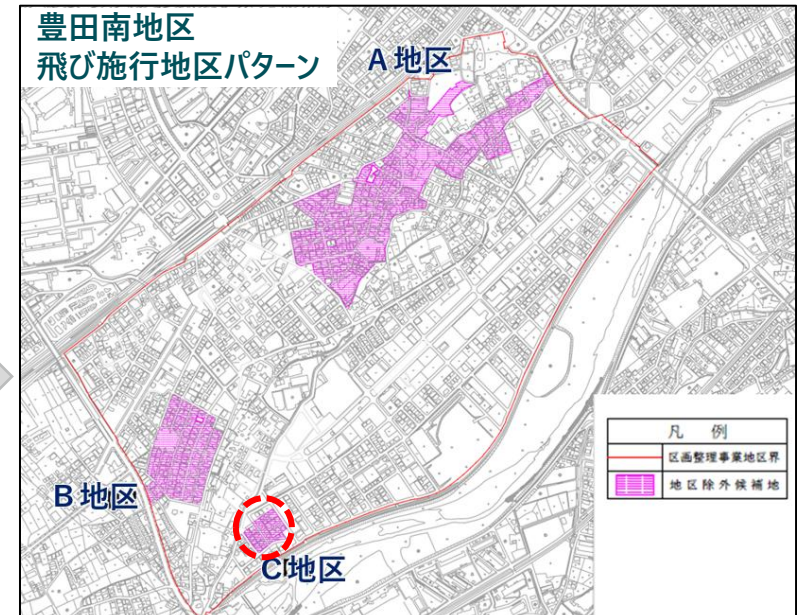 豊田南地区
飛び施行地区パターン
A地区
B地区
C地区
凡 例
区画整理事業地区界
地区除外候補地